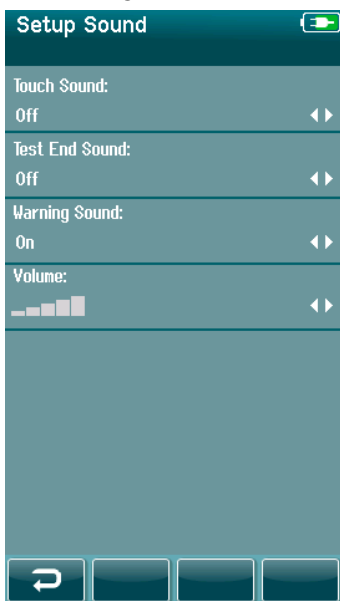 Setup Sound
Touch Sound:
Off
Test End Sound:
Off
Warning Sound:
On
Volume: